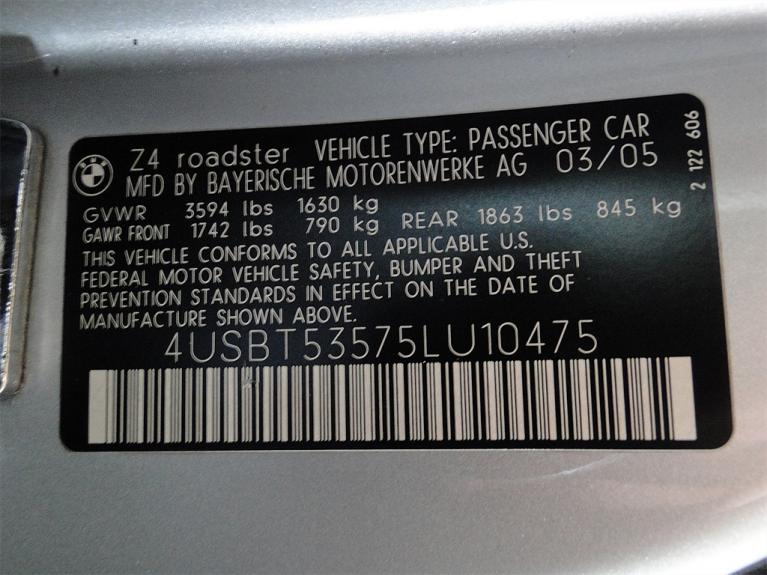 BMW
Z4 roadster VEHICLE TYPE: PASSENGER CAR
MFD BY BAYERISCHE MOTORENWERKE AG 03/05
GVWR 3594 lbs 1630 kg
GAWR FRONT 1742 lbs 790 kg REAR 1863 lbs 845 kg
THIS VEHICLE CONFORMS TO ALL APPLICABLE U.S.
FEDERAL MOTOR VEHICLE SAFETY, BUMPER AND THEFT
PREVENTION STANDARDS IN EFFECT ON THE DATE OF
MANUFACTURE SHOWN ABOVE.
4USBT53575LU10475
2 122 606